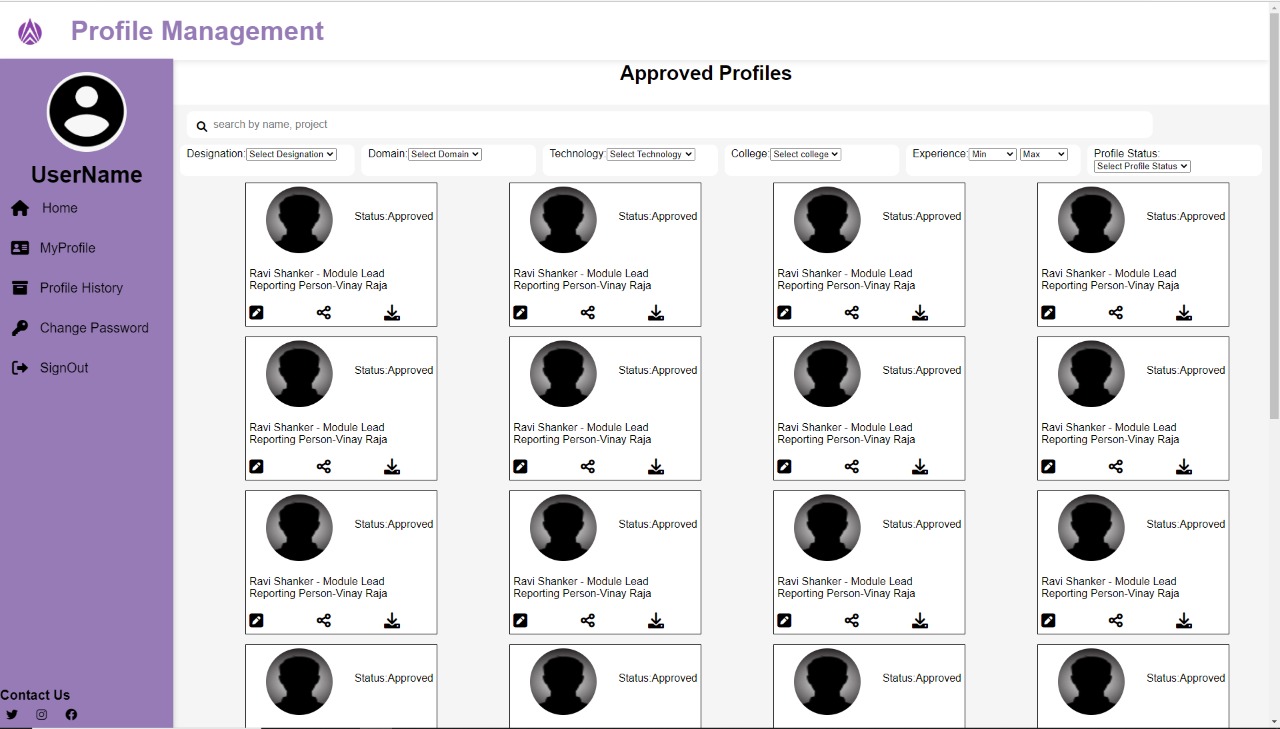 Profile Management
UserName
Home
MyProfile
Profile History
Change Password
SignOut
Contact Us
Approved Profiles
search by name, project
Designation: Select Designation Domain: Select Domain Technology: Select Technology College: Select college Experience: Min Max Profile Status:
Select Profile Status
Status:Approved Status:Approved Status:Approved Status:Approved
Ravi Shanker - Module Lead Ravi Shanker - Module Lead Ravi Shanker - Module Lead Ravi Shanker - Module Lead
Reporting Person-Vinay Raja Reporting Person-Vinay Raja Reporting Person-Vinay Raja Reporting Person-Vinay Raja
Status:Approved Status:Approved Status:Approved Status:Approved
Ravi Shanker - Module Lead Ravi Shanker - Module Lead Ravi Shanker - Module Lead Ravi Shanker - Module Lead
Reporting Person-Vinay Raja Reporting Person-Vinay Raja Reporting Person-Vinay Raja Reporting Person-Vinay Raja
Status:Approved Status:Approved Status:Approved Status:Approved
Ravi Shanker - Module Lead Ravi Shanker - Module Lead Ravi Shanker - Module Lead Ravi Shanker - Module Lead
Reporting Person-Vinay Raja Reporting Person-Vinay Raja Reporting Person-Vinay Raja Reporting Person-Vinay Raja
Status:Approved Status:Approved Status:Approved Status:Approved